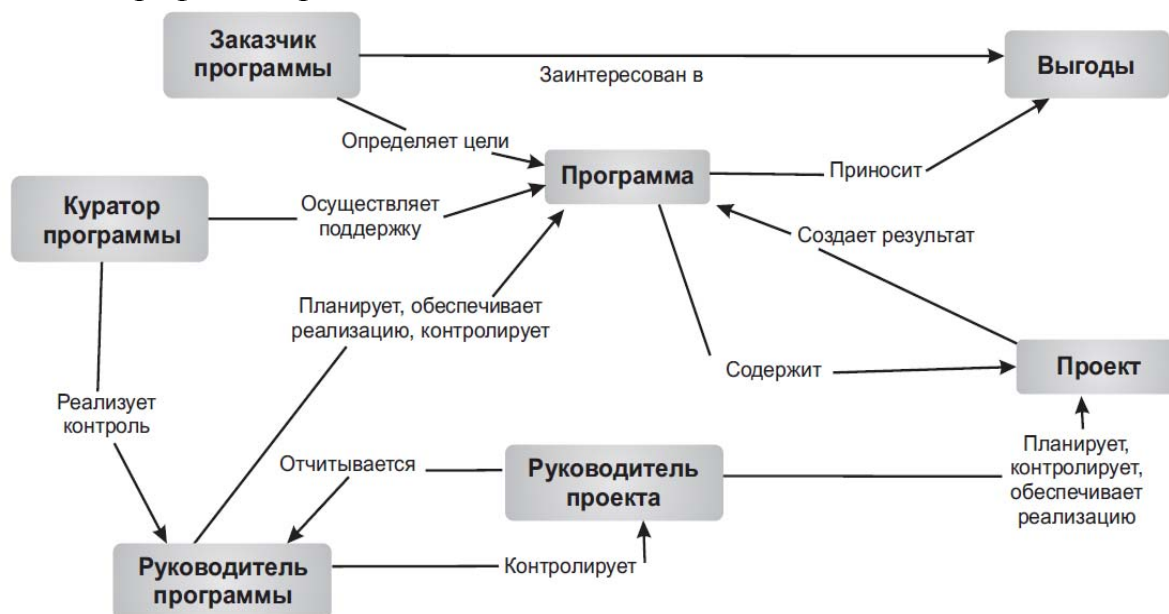 Заказчик
программы
Заинтересован в
Выгоды
Определяет цели
Программа
Приносит
Куратор
программы
Осуществляет
поддержку
Создает результат
Планирует, обеспечивает
реализацию, контролирует
Содержит
Проект
Реализует
контроль
Отчитывается
Руководитель
проекта
Планирует,
контролирует,
обеспечивает
реализацию
Руководитель
программы
Контролирует